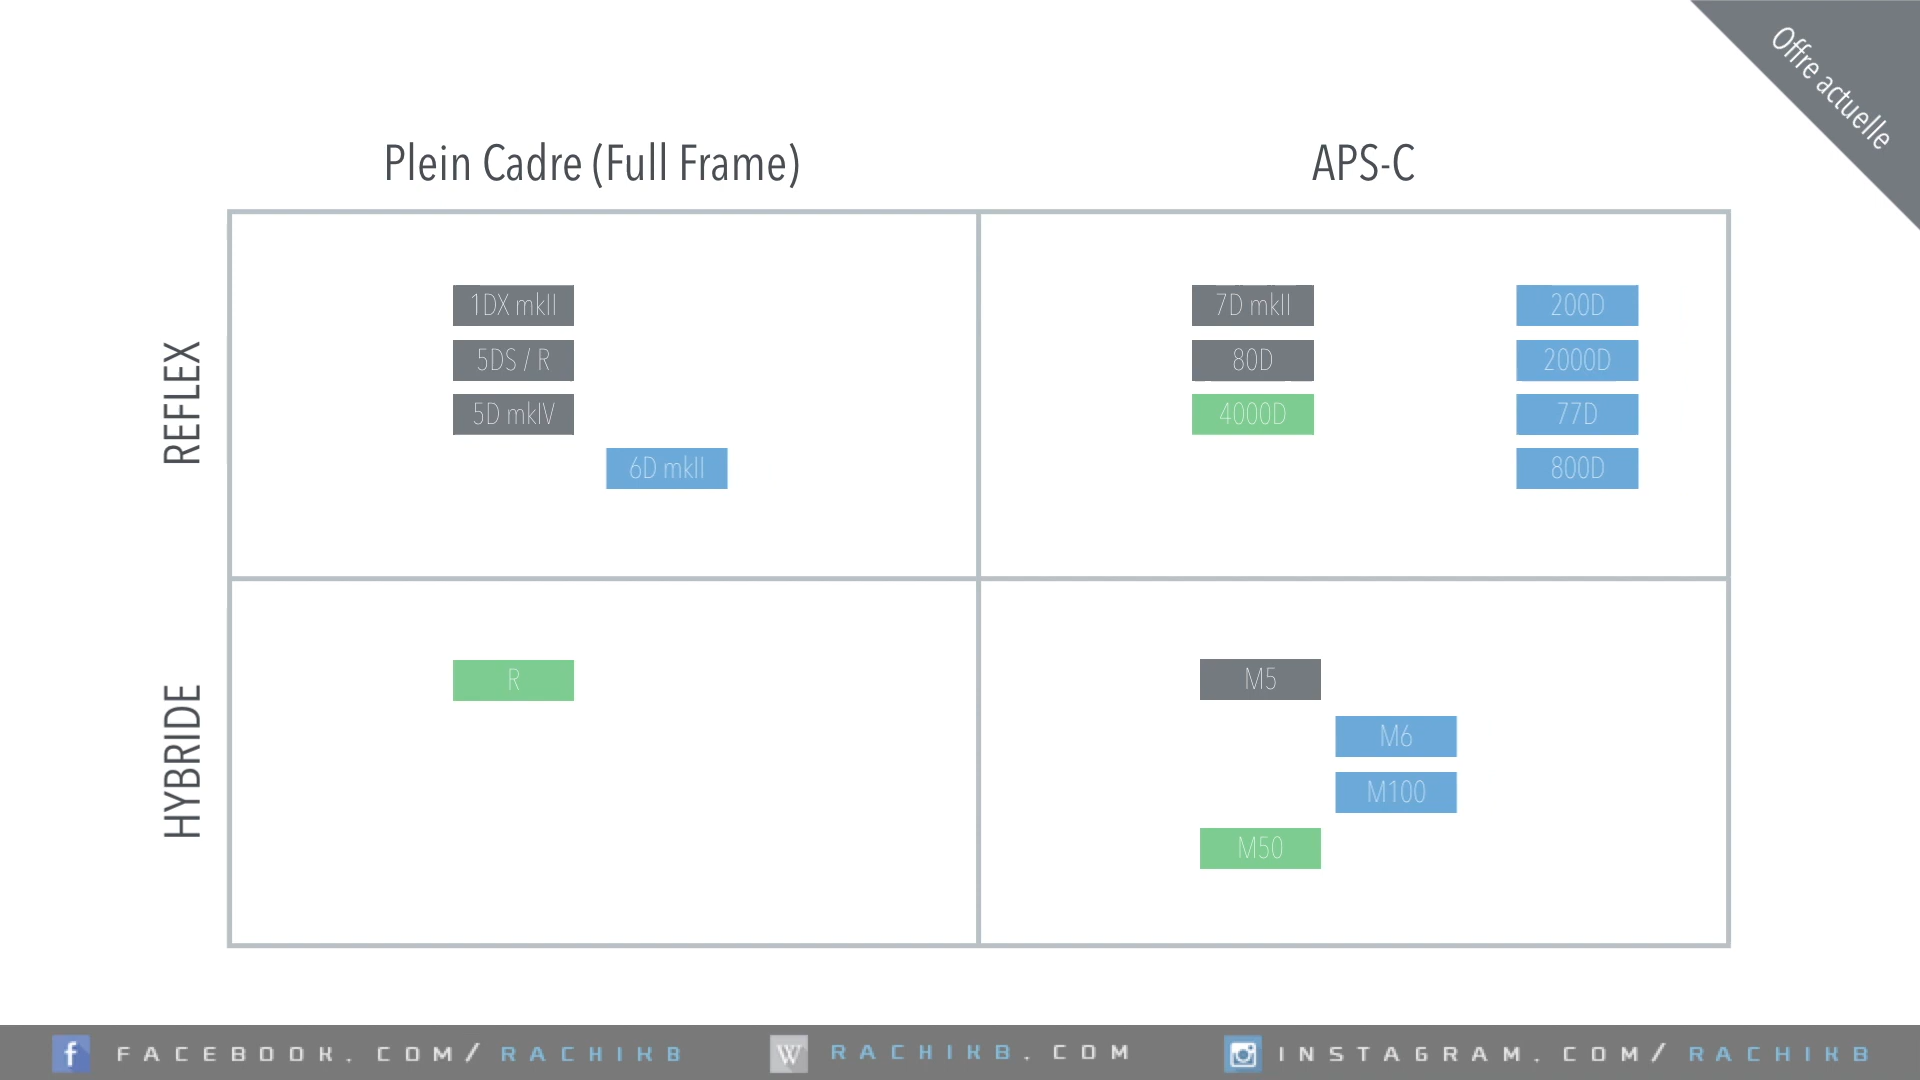 Offre actuelle
Plein Cadre (Full Frame)
APS-C
REFLEX
1DX mkII
5DS / R
5D mkIV
6D mkII
7D mkII
80D
4000D
200D
2000D
77D
800D
HYBRIDE
R
M5
M6
M100
M50
f FACEBOOK.COM/RACHIKB
W RACHIKB.COM
INSTAGRAM.COM/RACHIKB